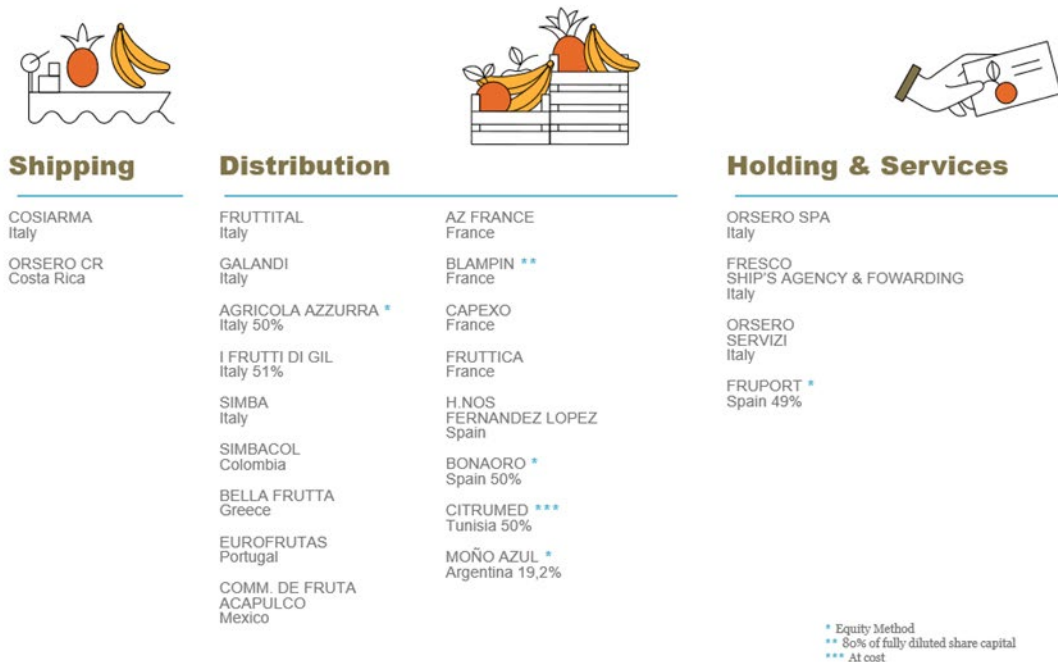 Shipping
COSIARMA
Italy
ORSERO CR
Costa Rica
Distribution
FRUTTITAL
Italy
GALANDI
Italy
AGRICOLA AZZURRA *
Italy 50%
I FRUTTI DI GIL
Italy 51%
SIMBA
Italy
SIMBACOL
Colombia
BELLA FRUTTA
Greece
EUROFRUTAS
Portugal
COMM. DE FRUTA
ACAPULCO
Mexico
AZ FRANCE
France
BLAMPIN **
France
CAPEXO
France
FRUTTICA
France
H.NOS
FERNANDEZ LOPEZ
Spain
BONAORO *
Spain 50%
CITRUMED ***
Tunisia 50%
MOÑO AZUL *
Argentina 19,2%
Holding & Services
ORSERO SPA
Italy
FRESCO
SHIP'S AGENCY & FOWARDING
Italy
ORSERO
SERVIZI
Italy
FRUPORT *
Spain 49%
* Equity Method
** 80% of fully diluted share capital
*** At cost